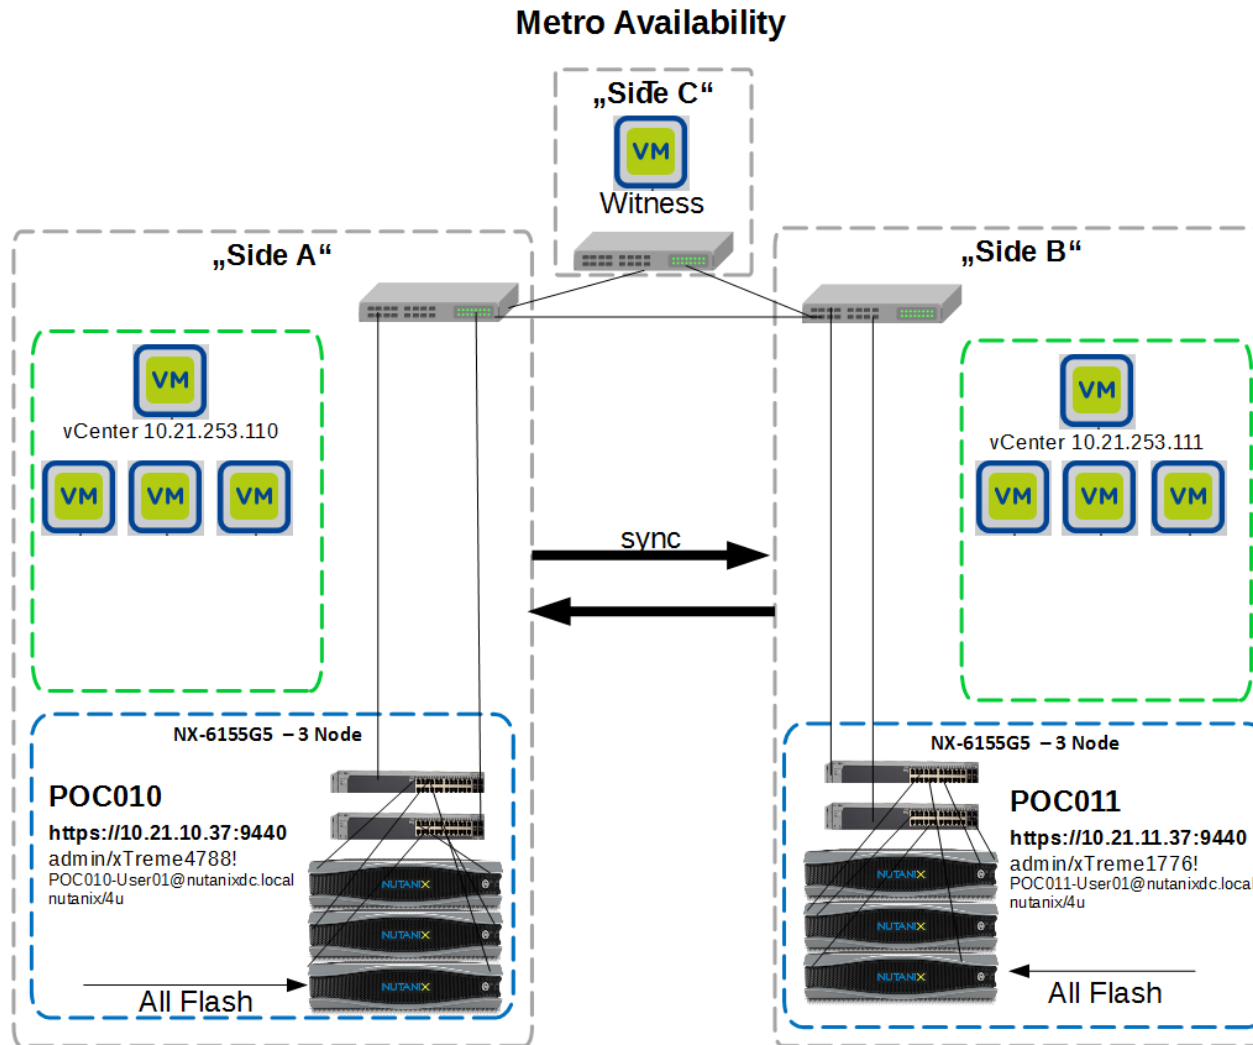 Metro Availability
„Side C“
VM
Witness
„Side A“
„Side B“
VM
vCenter 10.21.253.110
VM
VM
VM
VM
vCenter 10.21.253.111
VM
VM
VM
sync
NX-6155G5 – 3 Node
POC010
https://10.21.10.37:9440
admin/xTreme4788!
POC010-User01@nutanixdc.local
nutanix/4u
NUTANIX
NUTANIX
NUTANIX
All Flash
NX-6155G5 – 3 Node
POC011
https://10.21.11.37:9440
admin/xTreme1776!
POC011-User01@nutanixdc.local
nutanix/4u
NUTANIX
NUTANIX
NUTANIX
All Flash